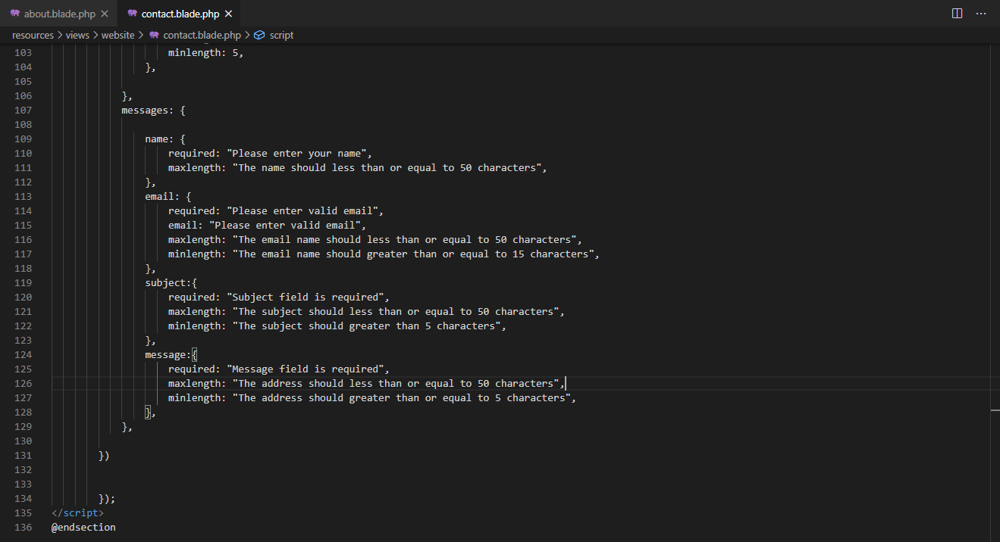 about.blade.php
contact.blade.php
resources > views > website > contact.blade.php > script
103 minlength: 5,
104 },
105
106 },
107 messages: {
108
109 name: {
110 required: "Please enter your name",
111 maxlength: "The name should less than or equal to 50 characters",
112 },
113 email: {
114 required: "Please enter valid email",
115 email: "Please enter valid email",
116 maxlength: "The email name should less than or equal to 50 characters",
117 minlength: "The email name should greater than or equal to 15 characters",
118 },
119 subject:{
120 required: "Subject field is required",
121 maxlength: "The subject should less than or equal to 50 characters",
122 minlength: "The subject should greater than 5 characters",
123 },
124 message:{
125 required: "Message field is required",
126 maxlength: "The address should less than or equal to 50 characters",
127 minlength: "The address should greater than or equal to 5 characters",
128 },
129 },
130
131 })
132
133
134 });
135 </script>
136 @endsection